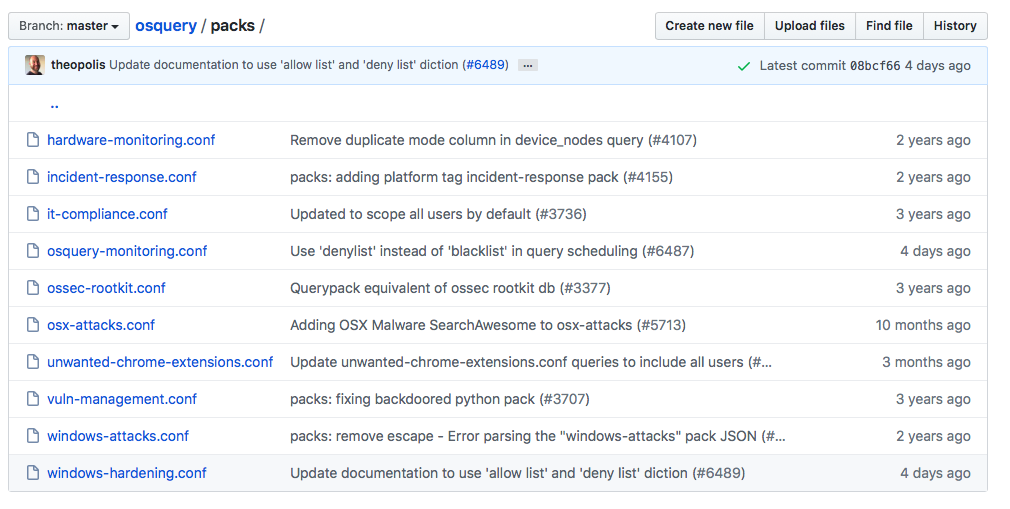 Branch: master osquery / packs / Create new file Upload files Find file History
theopolis Update documentation to use 'allow list' and 'deny list' diction (#6489) ... Latest commit 08bcf66 4 days ago
..
hardware-monitoring.conf Remove duplicate mode column in device_nodes query (#4107) 2 years ago
incident-response.conf packs: adding platform tag incident-response pack (#4155) 2 years ago
it-compliance.conf Updated to scope all users by default (#3736) 3 years ago
osquery-monitoring.conf Use 'denylist' instead of 'blacklist' in query scheduling (#6487) 4 days ago
ossec-rootkit.conf Querypack equivalent of ossec rootkit db (#3377) 3 years ago
osx-attacks.conf Adding OSX Malware SearchAwesome to osx-attacks (#5713) 10 months ago
unwanted-chrome-extensions.conf Update unwanted-chrome-extensions.conf queries to include all users (#... 3 months ago
vuln-management.conf packs: fixing backdoored python pack (#3707) 3 years ago
windows-attacks.conf packs: remove escape - Error parsing the "windows-attacks" pack JSON (#... 2 years ago
windows-hardening.conf Update documentation to use 'allow list' and 'deny list' diction (#6489) 4 days ago